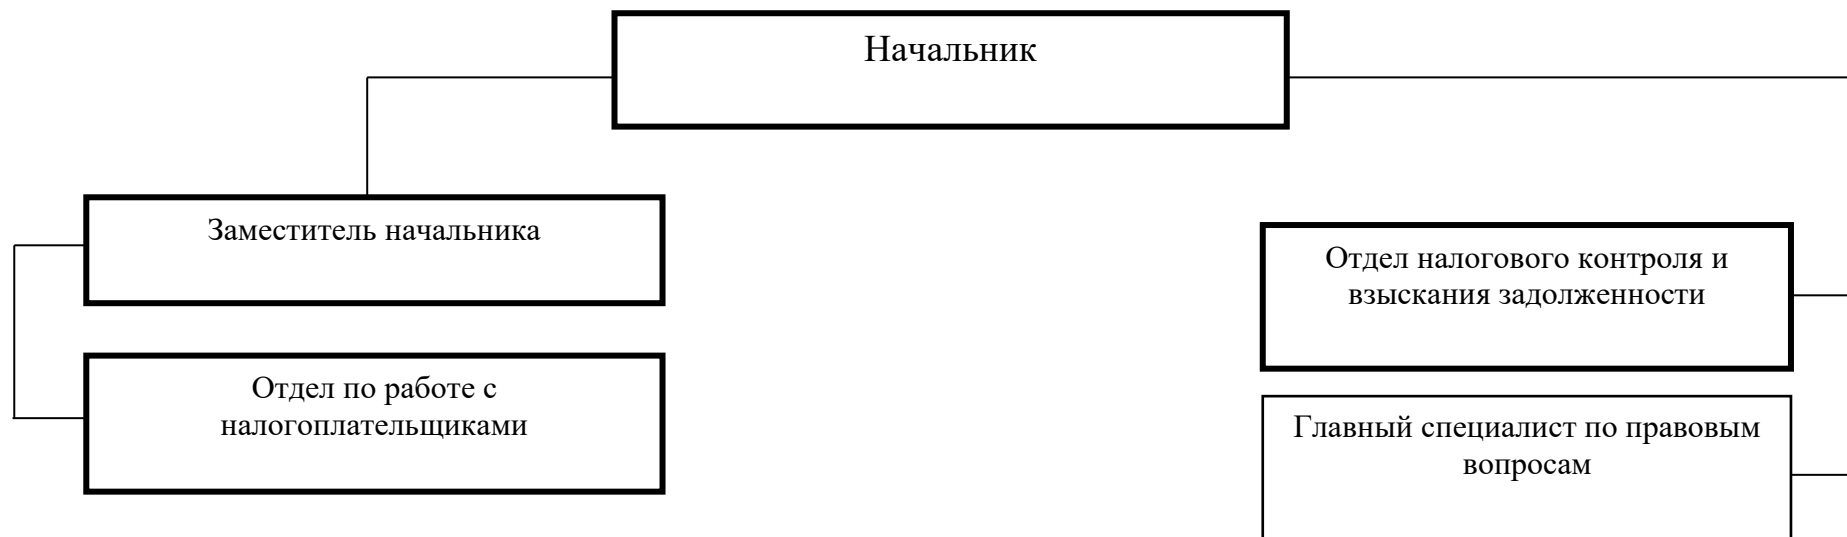 Начальник
Заместитель начальника
Отдел по работе с
налогоплательщиками
Отдел налогового контроля и
взыскания задолженности
Главный специалист по правовым
вопросам